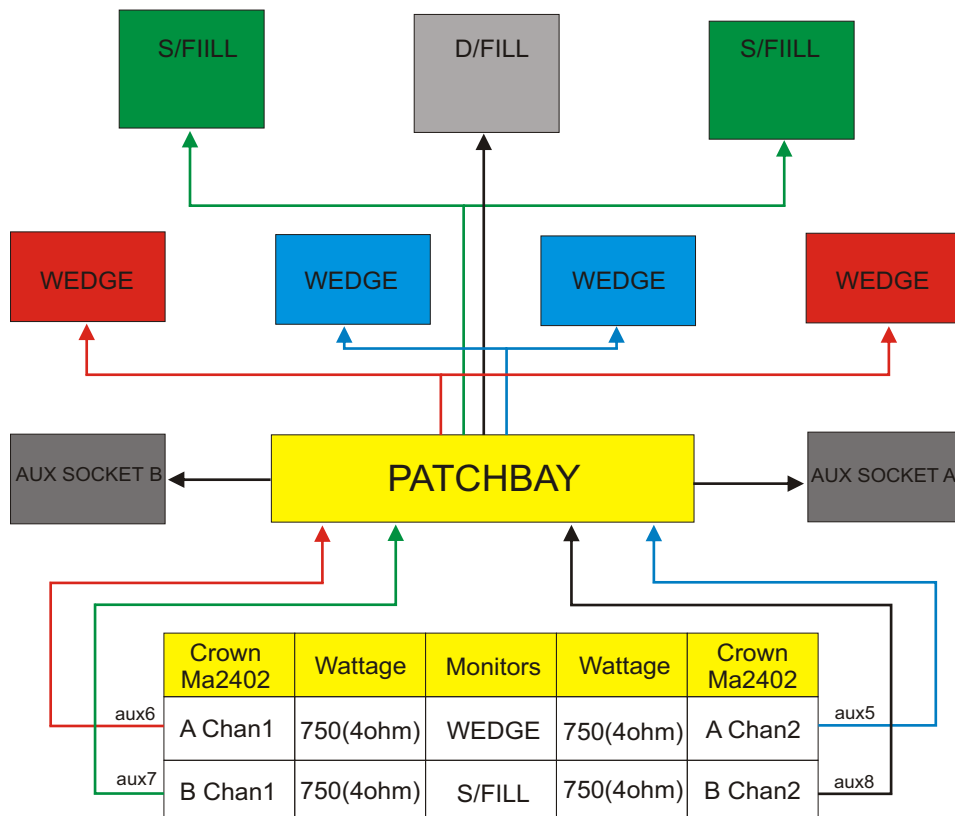 S/FIILL
D/FILL
S/FIILL
WEDGE
WEDGE
WEDGE
WEDGE
AUX SOCKET B
PATCHBAY
AUX SOCKET A
Crown Ma2402
Wattage
Monitors
Wattage
Crown Ma2402
aux6
A Chan1
750(4ohm)
WEDGE
750(4ohm)
A Chan2
aux5
aux7
B Chan1
750(4ohm)
S/FILL
750(4ohm)
B Chan2
aux8